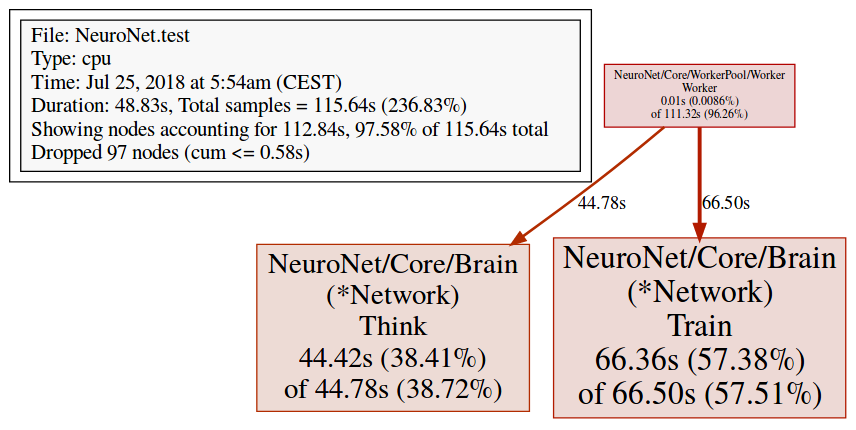 File: NeuroNet.test
Type: cpu
Time: Jul 25, 2018 at 5:54am (CEST)
Duration: 48.83s, Total samples = 115.64s (236.83%)
Showing nodes accounting for 112.84s, 97.58% of 115.64s total
Dropped 97 nodes (cum <= 0.58s)
NeuroNet/Core/WorkerPool/Worker
Worker
0.01s (0.0086%)
of 111.32s (96.26%)
44.78s
66.50s
NeuroNet/Core/Brain
(*Network)
Think
44.42s (38.41%)
of 44.78s (38.72%)
NeuroNet/Core/Brain
(*Network)
Train
66.36s (57.38%)
of 66.50s (57.51%)